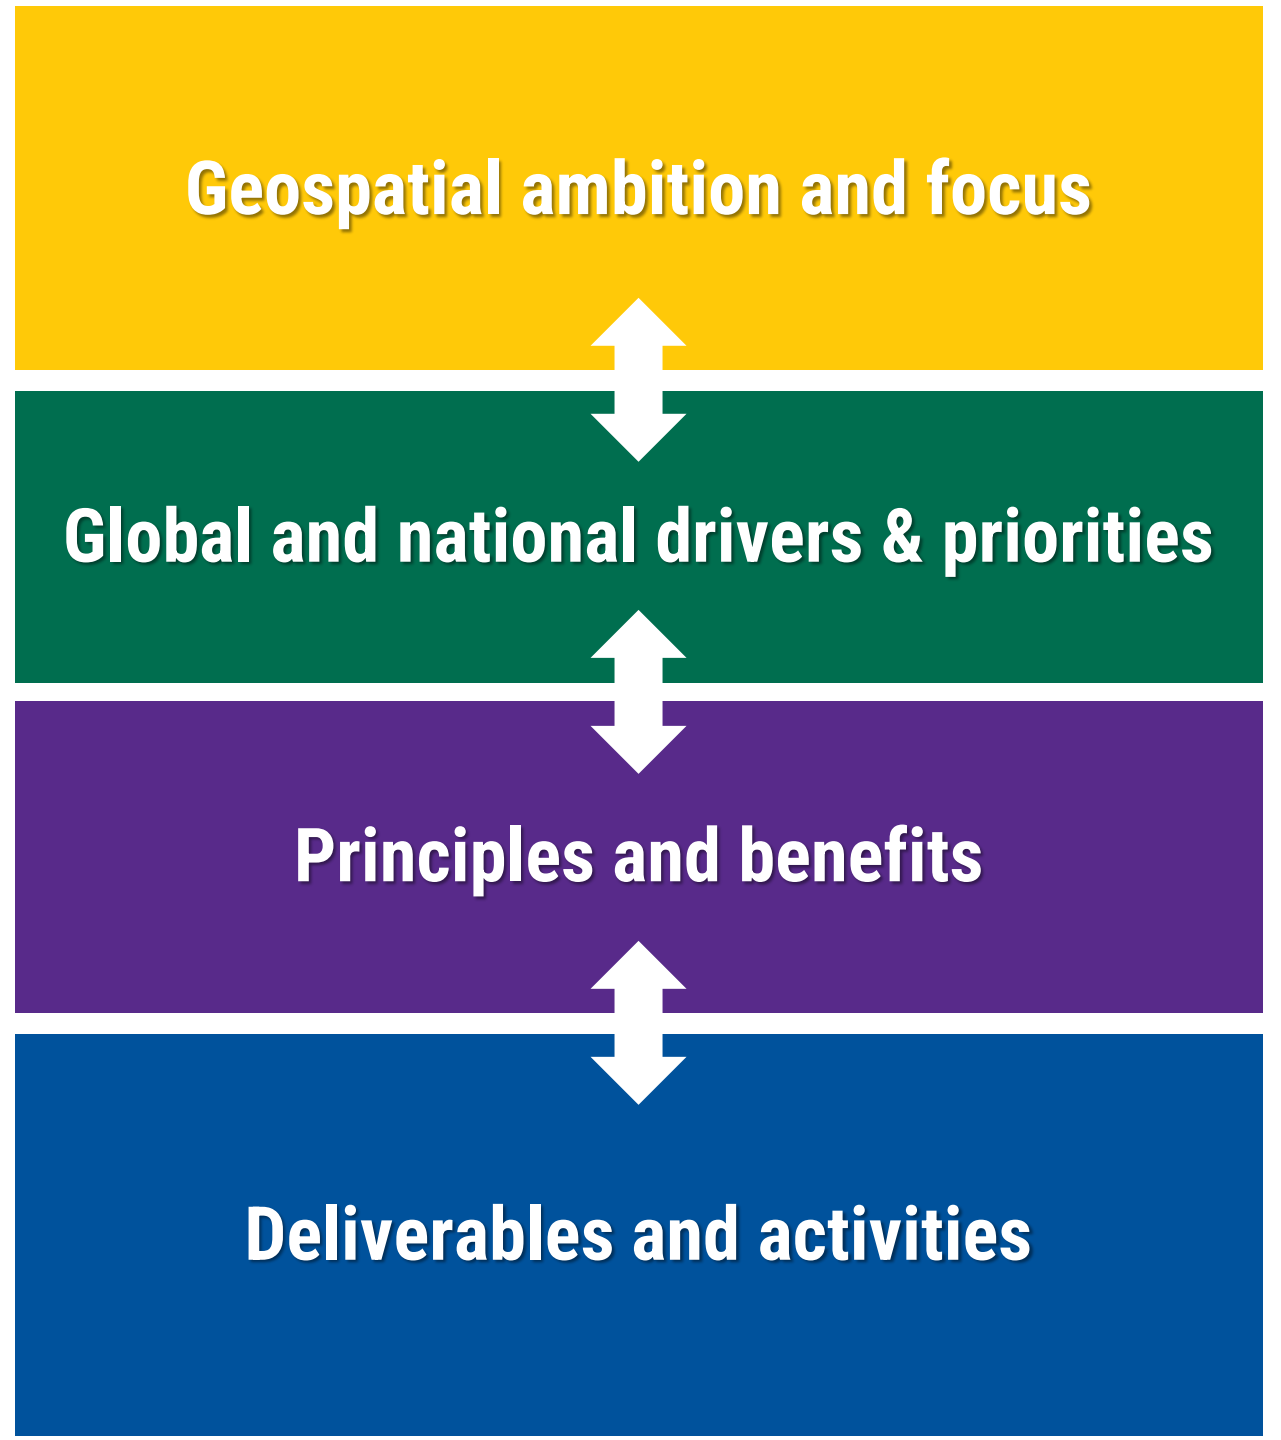 Geospatial ambition and focus
Global and national drivers & priorities
Principles and benefits
Deliverables and activities